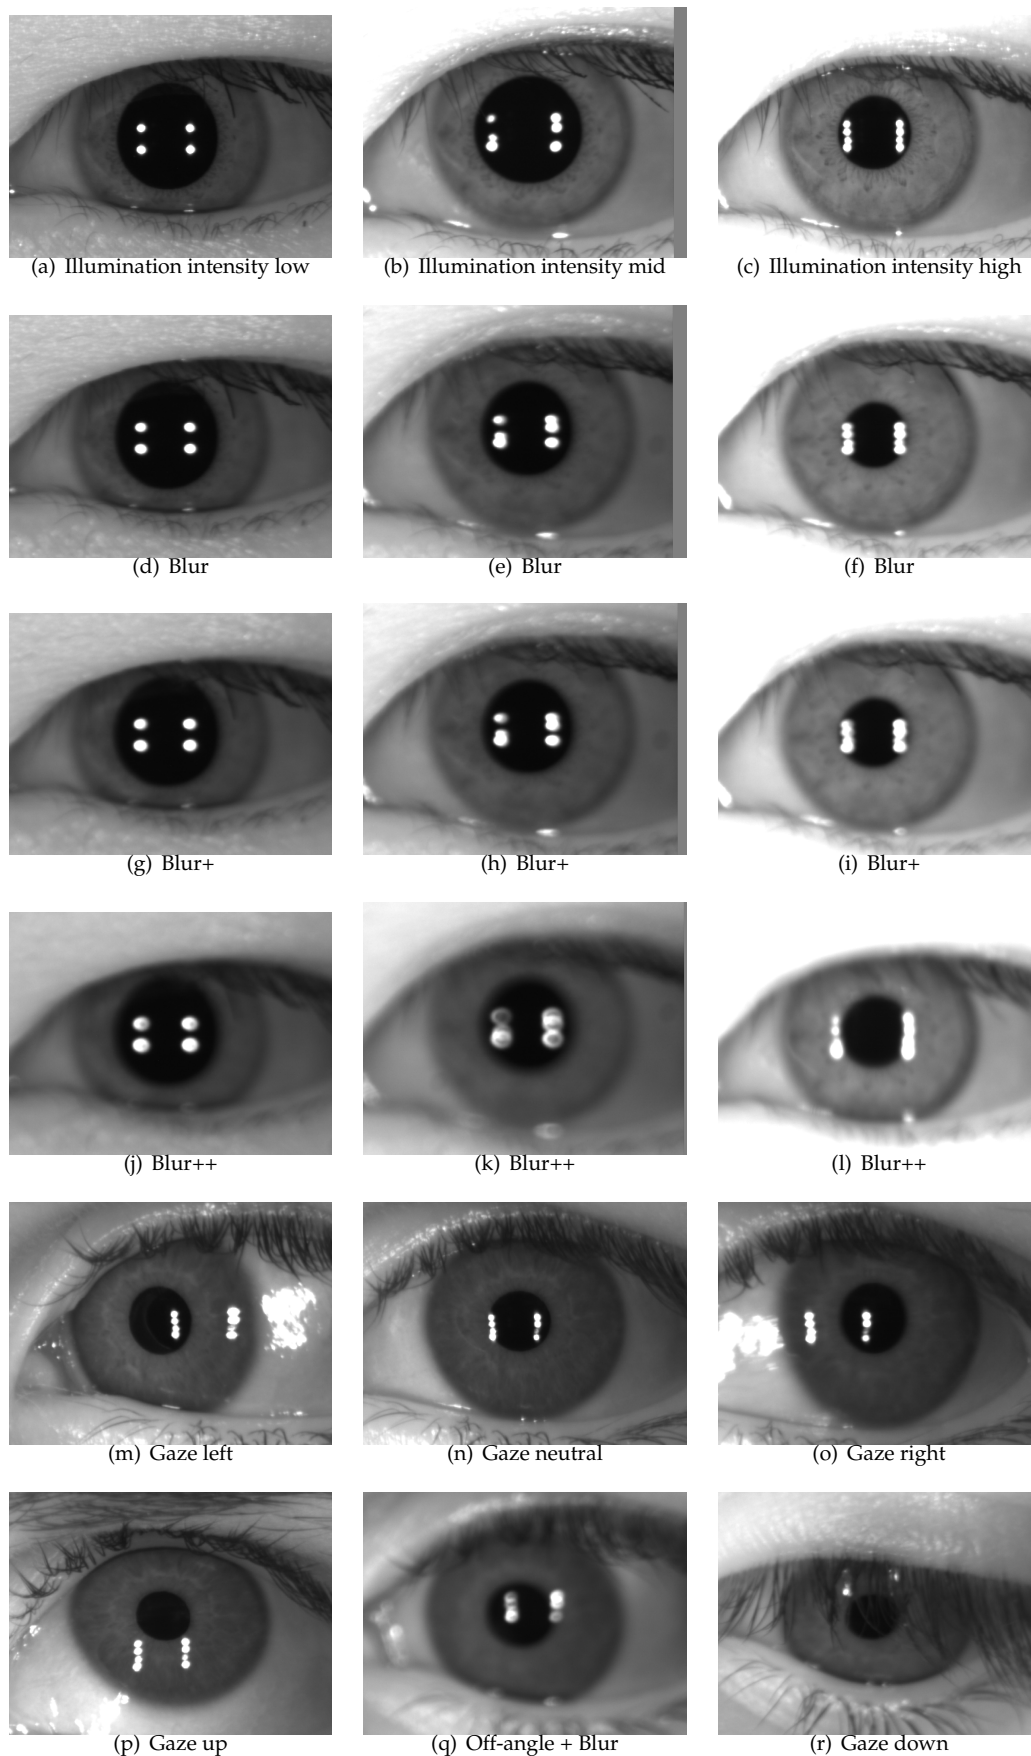 (a) Illumination intensity low
(b) Illumination intensity mid
(c) Illumination intensity high
(d) Blur
(e) Blur
(f) Blur
(g) Blur+
(h) Blur+
(i) Blur+
(j) Blur++
(k) Blur++
(l) Blur++
(m) Gaze left
(n) Gaze neutral
(o) Gaze right
(p) Gaze up
(q) Off-angle + Blur
(r) Gaze down